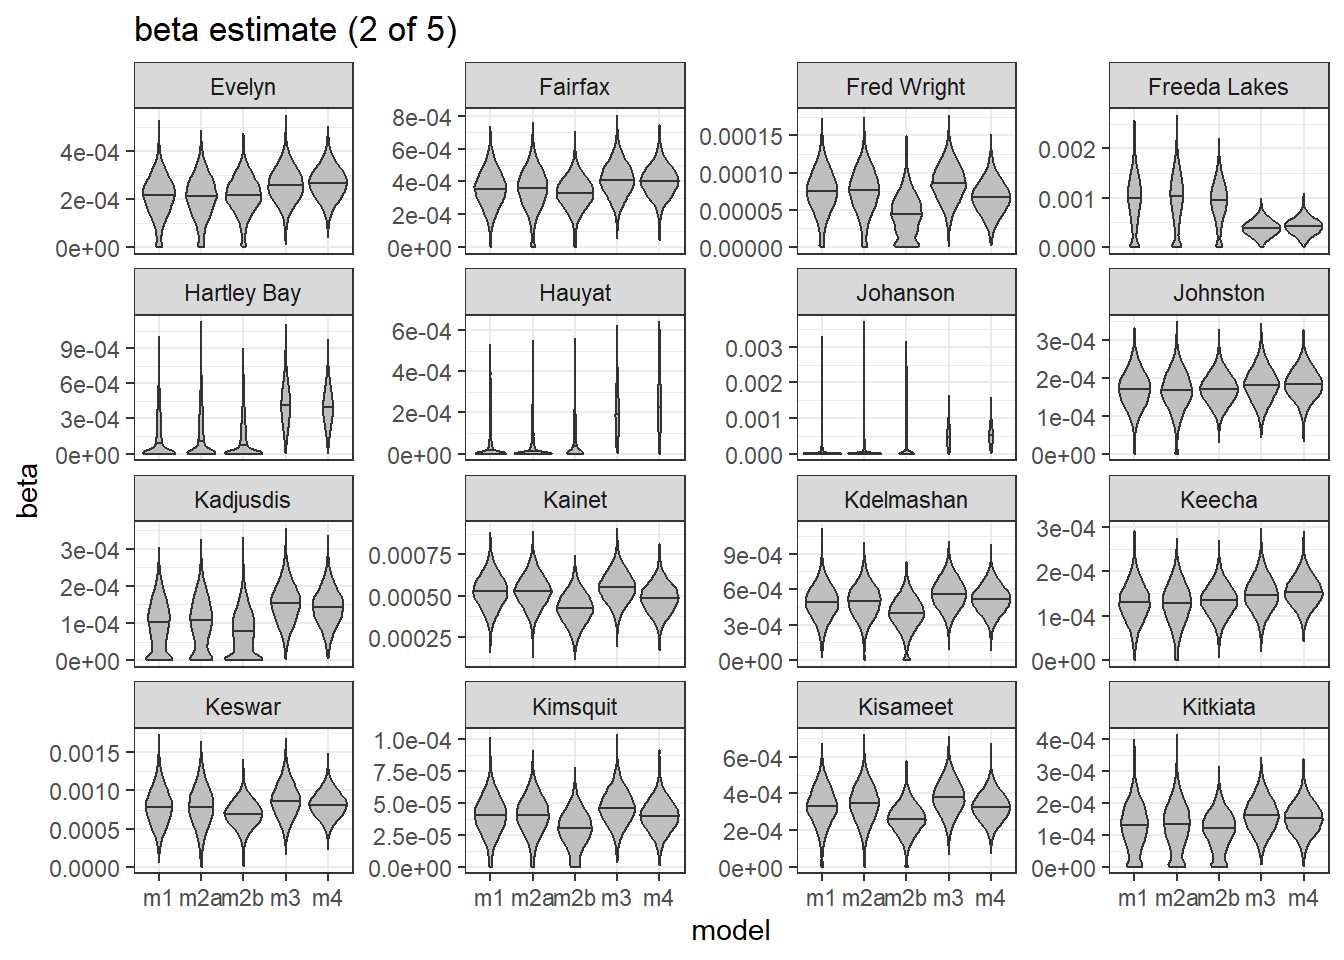 beta estimate (2 of 5)
Evelyn Fairfax Fred Wright Freeda Lakes
4e-04
2e-04
0e+00
8e-04
6e-04
4e-04
2e-04
0e+00
0.00015
0.00010
0.00005
0.00000
0.002
0.001
0.000
Hartley Bay Hauyat Johanson Johnston
9e-04
6e-04
3e-04
0e+00
6e-04
4e-04
2e-04
0e+00
0.003
0.002
0.001
0.000
3e-04
2e-04
1e-04
0e+00
Kadjusdis Kainet Kdelmashan Keecha
3e-04
2e-04
1e-04
0e+00
0.00075
0.00050
0.00025
9e-04
6e-04
3e-04
0e+00
3e-04
2e-04
1e-04
0e+00
Keswar Kimsquit Kisameet Kitkiata
0.0015
0.0010
0.0005
0.0000
1.0e-04
7.5e-05
5.0e-05
2.5e-05
0.0e+00
6e-04
4e-04
2e-04
0e+00
4e-04
3e-04
2e-04
1e-04
0e+00
m1 m2a m2b m3 m4 m1 m2a m2b m3 m4 m1 m2a m2b m3 m4 m1 m2a m2b m3 m4
model
beta